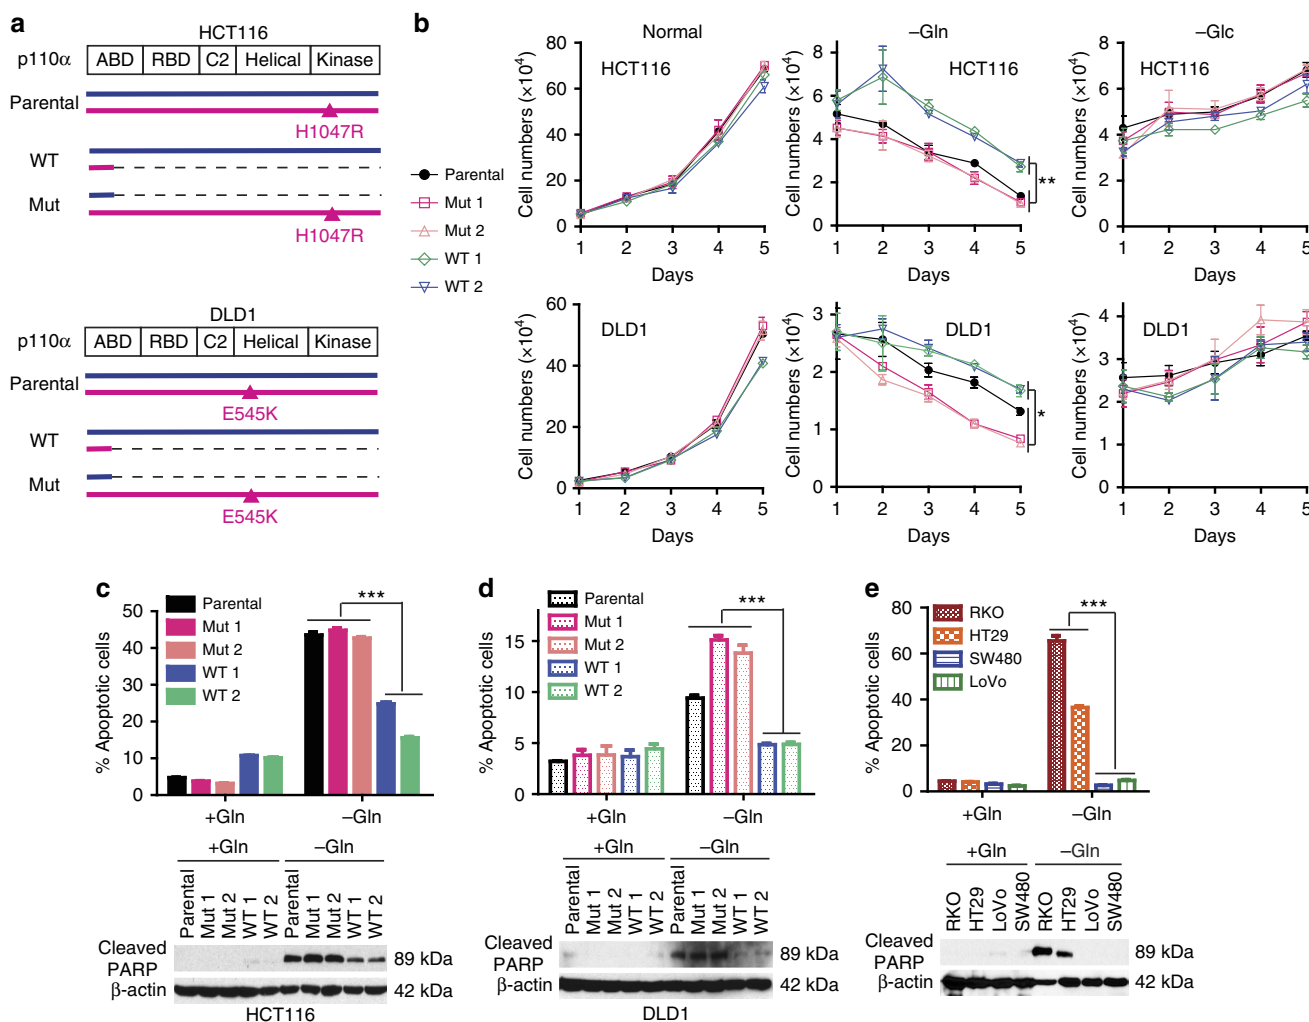 a
HCT116
p110α ABD RBD C2 Helical Kinase
Parental
H1047R
WT
Mut
H1047R
DLD1
p110α ABD RBD C2 Helical Kinase
Parental
E545K
WT
Mut
E545K
b
Normal
HCT116
Cell numbers (×10⁴)
80
60
40
20
0
1 2 3 4 5
Days
–Gln
HCT116
Cell numbers (×10⁴)
8
6
4
2
0
**
1 2 3 4 5
Days
–Glc
HCT116
Cell numbers (×10⁴)
8
6
4
2
0
1 2 3 4 5
Days
Parental
Mut 1
Mut 2
WT 1
WT 2
DLD1
Cell numbers (×10⁴)
60
40
20
0
1 2 3 4 5
Days
DLD1
Cell numbers (×10⁴)
3
2
1
0
*
1 2 3 4 5
Days
DLD1
Cell numbers (×10⁴)
4
3
2
1
0
1 2 3 4 5
Days
c
Parental
Mut 1
Mut 2
WT 1
WT 2
***
% Apoptotic cells
50
40
30
20
10
0
+Gln –Gln
+Gln –Gln
Parental Mut 1 Mut 2 WT 1 WT 2 Parental Mut 1 Mut 2 WT 1 WT 2
Cleaved
PARP
89 kDa
β-actin 42 kDa
HCT116
d
Parental
Mut 1
Mut 2
WT 1
WT 2
***
% Apoptotic cells
15
10
5
0
+Gln –Gln
+Gln –Gln
Parental Mut 1 Mut 2 WT 1 WT 2 Parental Mut 1 Mut 2 WT 1 WT 2
Cleaved
PARP
89 kDa
β-actin 42 kDa
DLD1
e
RKO
HT29
SW480
LoVo
***
% Apoptotic cells
80
60
40
20
0
+Gln –Gln
+Gln –Gln
RKO HT29 LoVo SW480 RKO HT29 LoVo SW480
Cleaved
PARP
89 kDa
β-actin 42 kDa